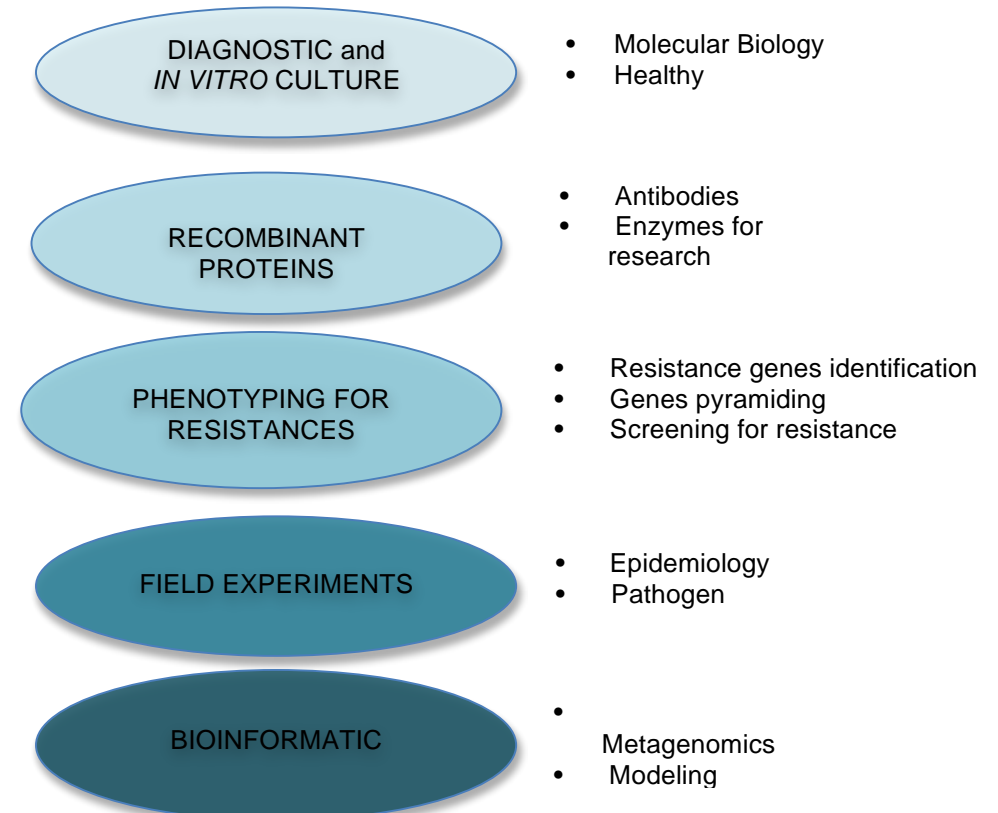 DIAGNOSTIC and
IN VITRO CULTURE
• Molecular Biology
• Healthy
RECOMBINANT
PROTEINS
• Antibodies
• Enzymes for
research
PHENOTYPING FOR
RESISTANCES
• Resistance genes identification
• Genes pyramiding
• Screening for resistance
FIELD EXPERIMENTS
• Epidemiology
• Pathogen
BIOINFORMATIC
•
Metagenomics
• Modeling